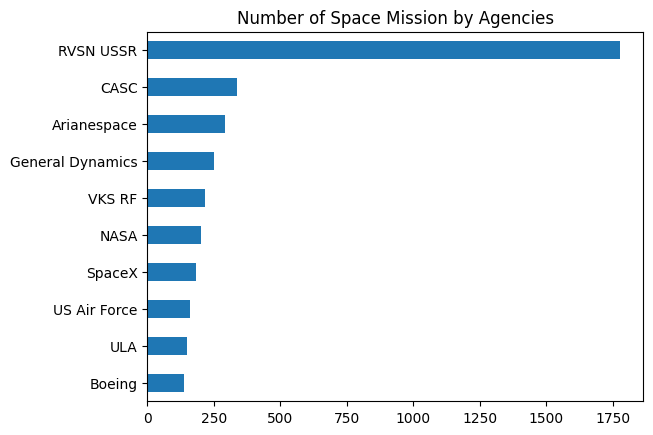 Number of Space Mission by Agencies
RVSN USSR
CASC
Arianespace
General Dynamics
VKS RF
NASA
SpaceX
US Air Force
ULA
Boeing
0 250 500 750 1000 1250 1500 1750